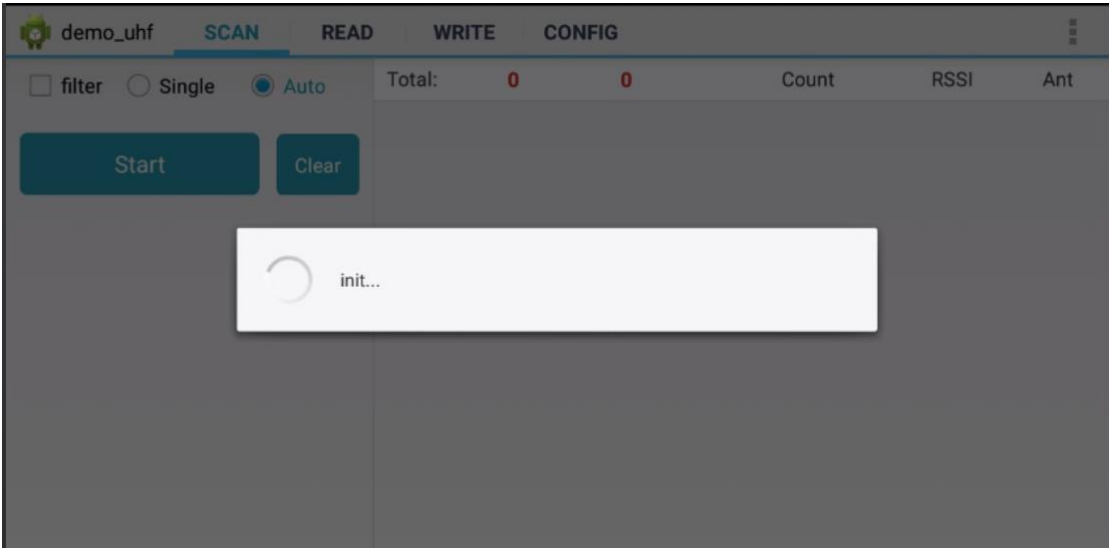 demo_uhf SCAN READ WRITE CONFIG
filter Single Auto Total: 0 0 Count RSSI Ant
Start Clear
init...